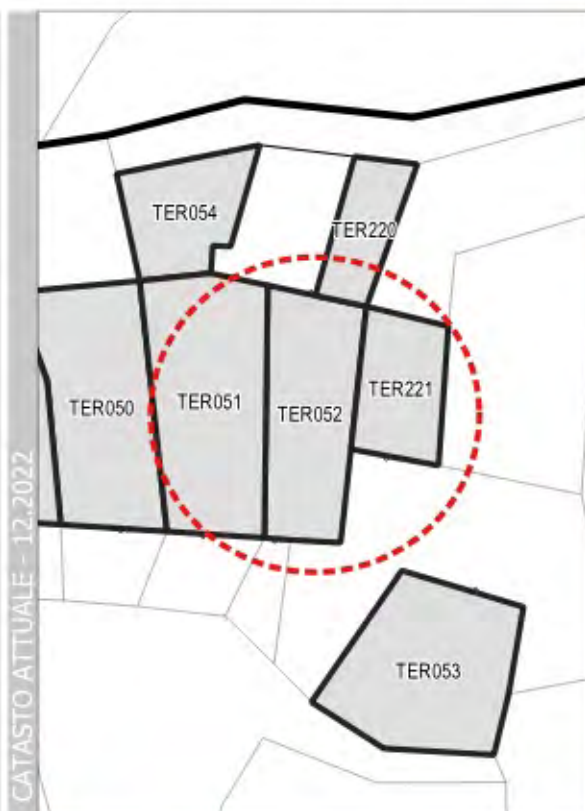 CATASTO ATTUALE - 12.2022
TER054
TER220
TER050
TER051
TER052
TER221
TER053